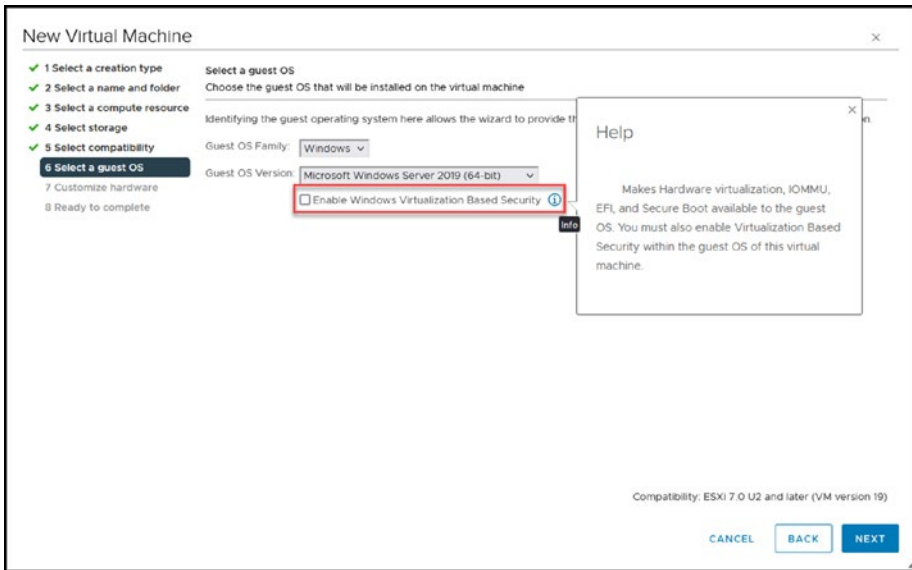 New Virtual Machine
1 Select a creation type
2 Select a name and folder
3 Select a compute resource
4 Select storage
5 Select compatibility
6 Select a guest OS
7 Customize hardware
8 Ready to complete
Select a guest OS
Choose the guest OS that will be installed on the virtual machine
Identifying the guest operating system here allows the wizard to provide th
Guest OS Family: Windows
Guest OS Version: Microsoft Windows Server 2019 (64-bit)
Enable Windows Virtualization Based Security
Info
Help
Makes Hardware virtualization, IOMMU,
EFI, and Secure Boot available to the guest
OS. You must also enable Virtualization Based
Security within the guest OS of this virtual
machine.
Compatibility: ESXi 7.0 U2 and later (VM version 19)
CANCEL BACK NEXT